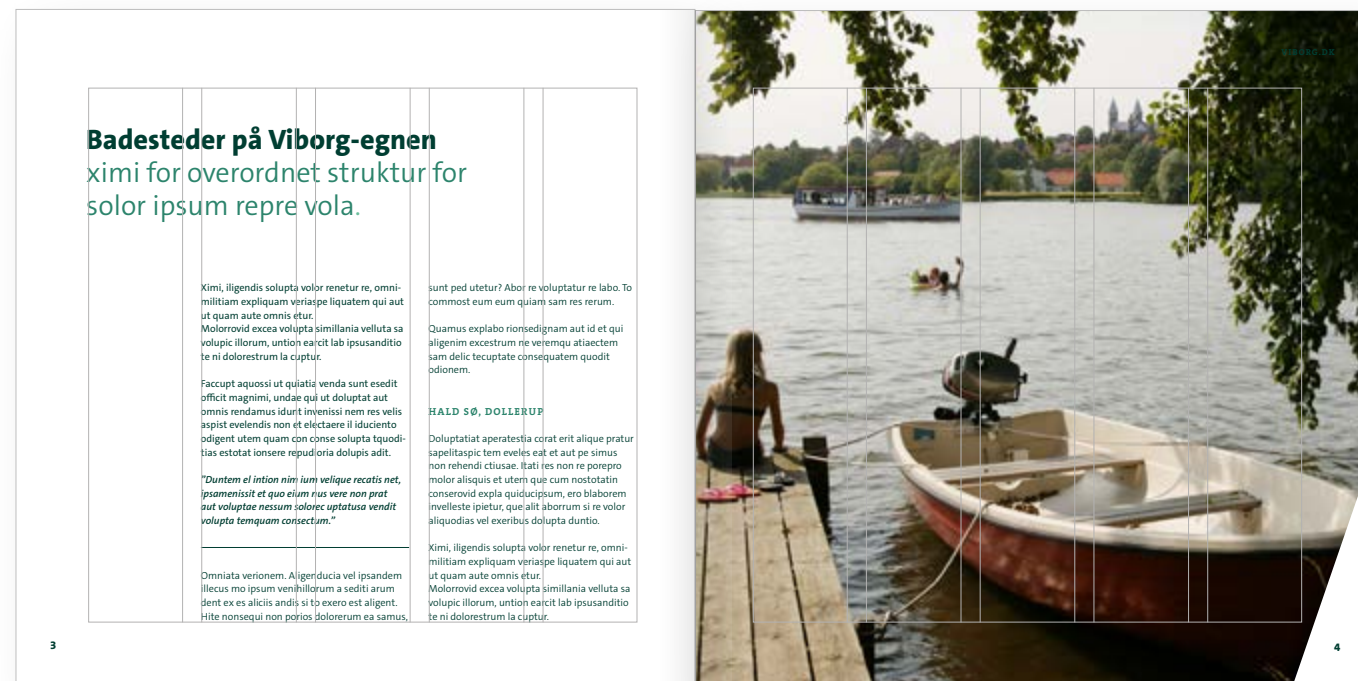 Badesteder på Viborg-egnen
ximi for overordnet struktur for
solor ipsum repre vola.
Ximi, iligendis solupta volor renetur re, omni-
militiam expliquam veriaspe liquatem qui aut
ut quam aute omnis etur.
Molorrovid excea volupta simillania velluta sa
volupic illorum, untion earcit lab ipsusanditio
te ni dolorestrum la cuptur.
Faccupt aquossi ut quiatia venda sunt esedit
officit magnimi, undae qui ut doluptat aut
omnis rendamus idunt invenissi nem res velis
aspist evelendis non et electaere il iduciento
odigent utem quam con conse solupta tquodi-
tias estotat ionsere repudioria dolupis adit.
"Duntem el intion nim ium velique recatis net,
ipsamenissit et quo eium nus vere non prat
aut voluptae nessum solorec uptatusa vendit
volupta temquam consectum."
Omniata verionem. Aligenducia vel ipsandem
illecus mo ipsum venihillorum a sediti arum
dent ex es aliciis andis si to exero est aligent.
Hite nonsequi non porios dolorerum ea samus,
sunt ped utetur? Abor re voluptatur re labo. To
commost eum eum quiam sam res rerum.
Quamus explabo rionsedignam aut id et qui
aligenim excestrum ne veremqu atiaectem
sam delic tecuptate consequatem quodit
odionem.
HALD SØ, DOLLERUP
Doluptatiat aperatestia corat erit alique pratur
sapelitaspic tem eveles eat et aut pe simus
non rehendi ctiusae. Itati res non re porepro
molor alisquis et utem que cum nostotatin
conserovid expla quiducipsum, ero blaborem
invelleste ipietur, que alit aborrum si re volor
aliquodias vel exeribus dolupta duntio.
Ximi, iligendis solupta volor renetur re, omni-
militiam expliquam veriaspe liquatem qui aut
ut quam aute omnis etur.
Molorrovid excea volupta simillania velluta sa
volupic illorum, untion earcit lab ipsusanditio
te ni dolorestrum la cuptur.
3
4